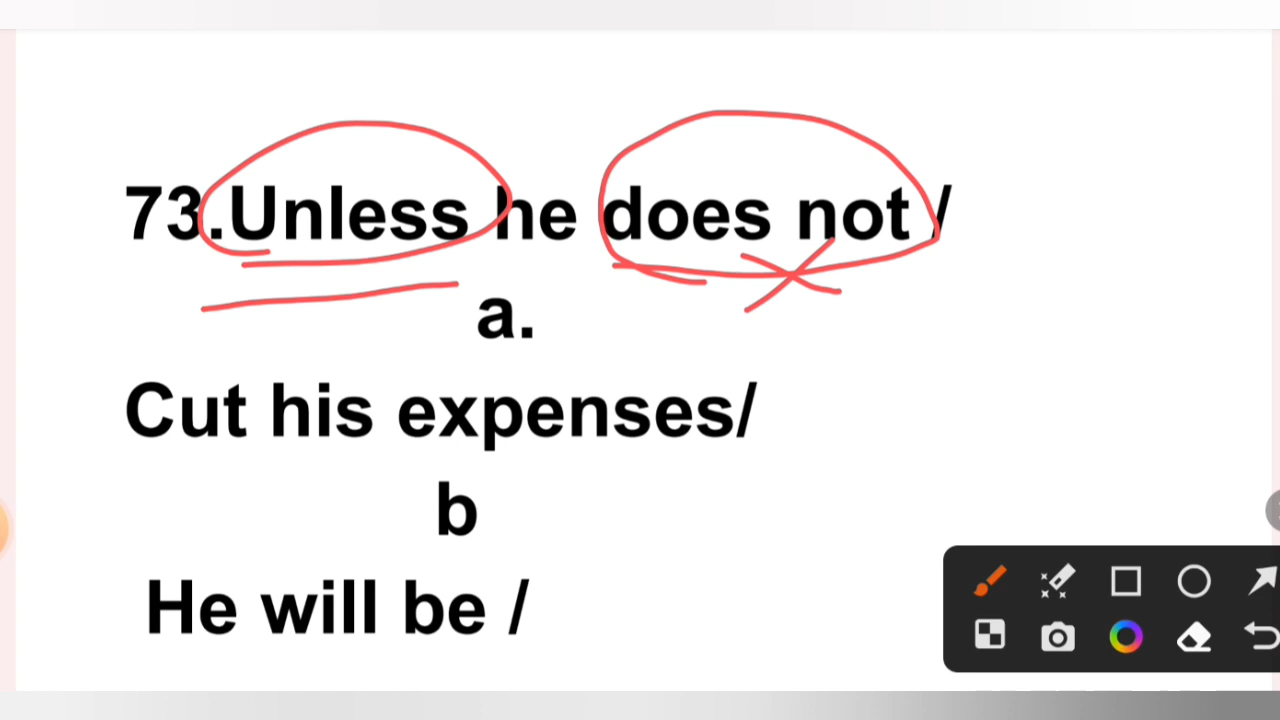 73.Unless he does not /
a.
Cut his expenses/
b
He will be /